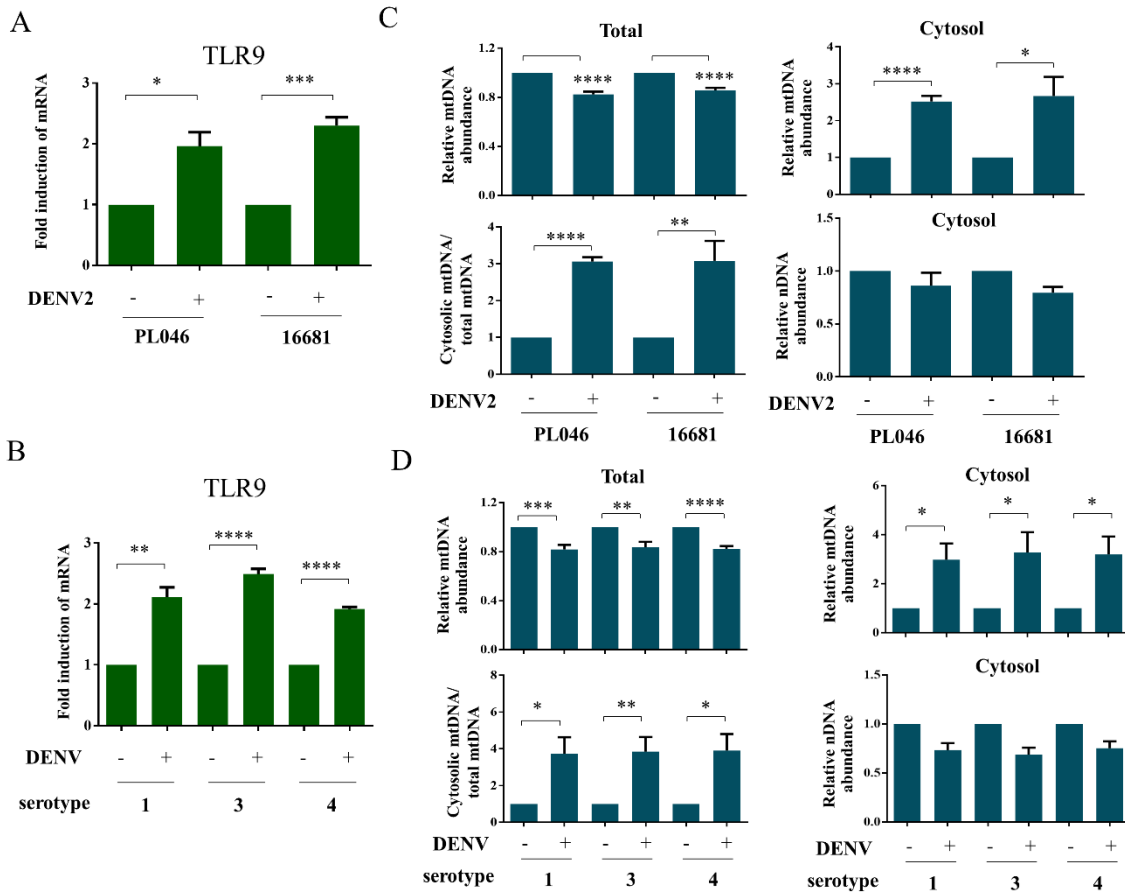 A
TLR9
Fold induction of mRNA
3
2
1
0
*
***
DENV2
- + - +
PL046 16681
B
TLR9
Fold induction of mRNA
3
2
1
0
**
****
****
DENV
- + - + - +
serotype
1 3 4
C
Total
Relative mtDNA
abundance
1.2
0.8
0.4
0.0
****
****
Cytosol
Relative mtDNA
abundance
4
3
2
1
0
****
*
Cytosolic mtDNA/
total mtDNA
4
3
2
1
0
****
**
DENV2
- + - +
PL046 16681
Cytosol
Relative nDNA
abundance
1.5
1.0
0.5
0.0
- + - +
PL046 16681
D
Total
Relative mtDNA
abundance
1.2
0.8
0.4
0.0
***
**
****
Cytosol
Relative mtDNA
abundance
6
4
2
0
*
*
*
Cytosolic mtDNA/
total mtDNA
8
6
4
2
0
*
**
*
DENV
- + - + - +
serotype
1 3 4
Cytosol
Relative nDNA
abundance
1.5
1.0
0.5
0.0
DENV
- + - + - +
serotype
1 3 4